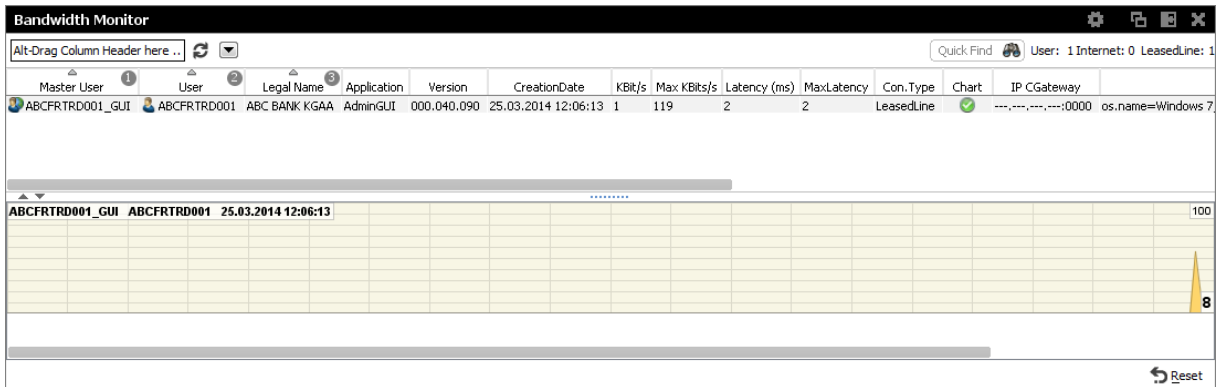 Bandwidth Monitor
Alt-Drag Column Header here .. Quick Find User: 1 Internet: 0 LeasedLine: 1
Master User 1 User 2 Legal Name 3 Application Version CreationDate KBit/s Max KBits/s Latency (ms) MaxLatency Con.Type Chart IP CGateway
ABCFRTRD001_GUI ABCFRTRD001 ABC BANK KGAA AdminGUI 000.040.090 25.03.2014 12:06:13 1 119 2 2 LeasedLine ---.---.---.---:0000 os.name=Windows 7
ABCFRTRD001_GUI ABCFRTRD001 25.03.2014 12:06:13 100
8
Reset